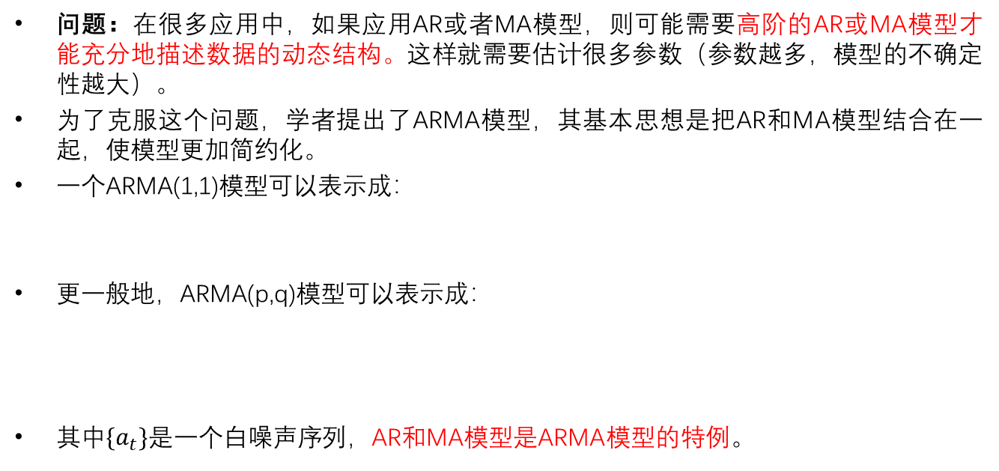 • 问题：在很多应用中，如果应用AR或者MA模型，则可能需要高阶的AR或MA模型才
能充分地描述数据的动态结构。这样就需要估计很多参数（参数越多，模型的不确定
性越大）。
• 为了克服这个问题，学者提出了ARMA模型，其基本思想是把AR和MA模型结合在一
起，使模型更加简约化。
• 一个ARMA(1,1)模型可以表示成：
• 更一般地，ARMA(p,q)模型可以表示成：
• 其中{aₜ}是一个白噪声序列，AR和MA模型是ARMA模型的特例。